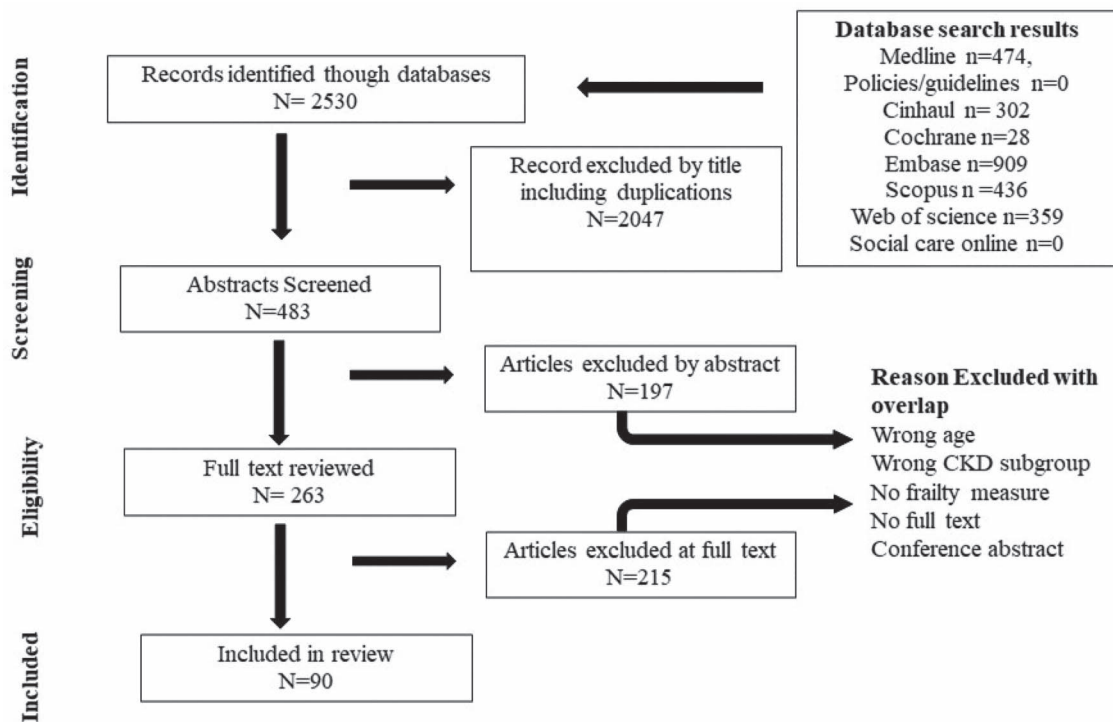 Identification
Screening
Eligibility
Included
Records identified though databases
N= 2530
Database search results
Medline n=474,
Policies/guidelines n=0
Cinhaul n= 302
Cochrane n=28
Embase n=909
Scopus n =436
Web of science n=359
Social care online n=0
Record excluded by title
including duplications
N=2047
Abstracts Screened
N=483
Articles excluded by abstract
N=197
Reason Excluded with
overlap
Wrong age
Wrong CKD subgroup
No frailty measure
No full text
Conference abstract
Full text reviewed
N= 263
Articles excluded at full text
N=215
Included in review
N=90